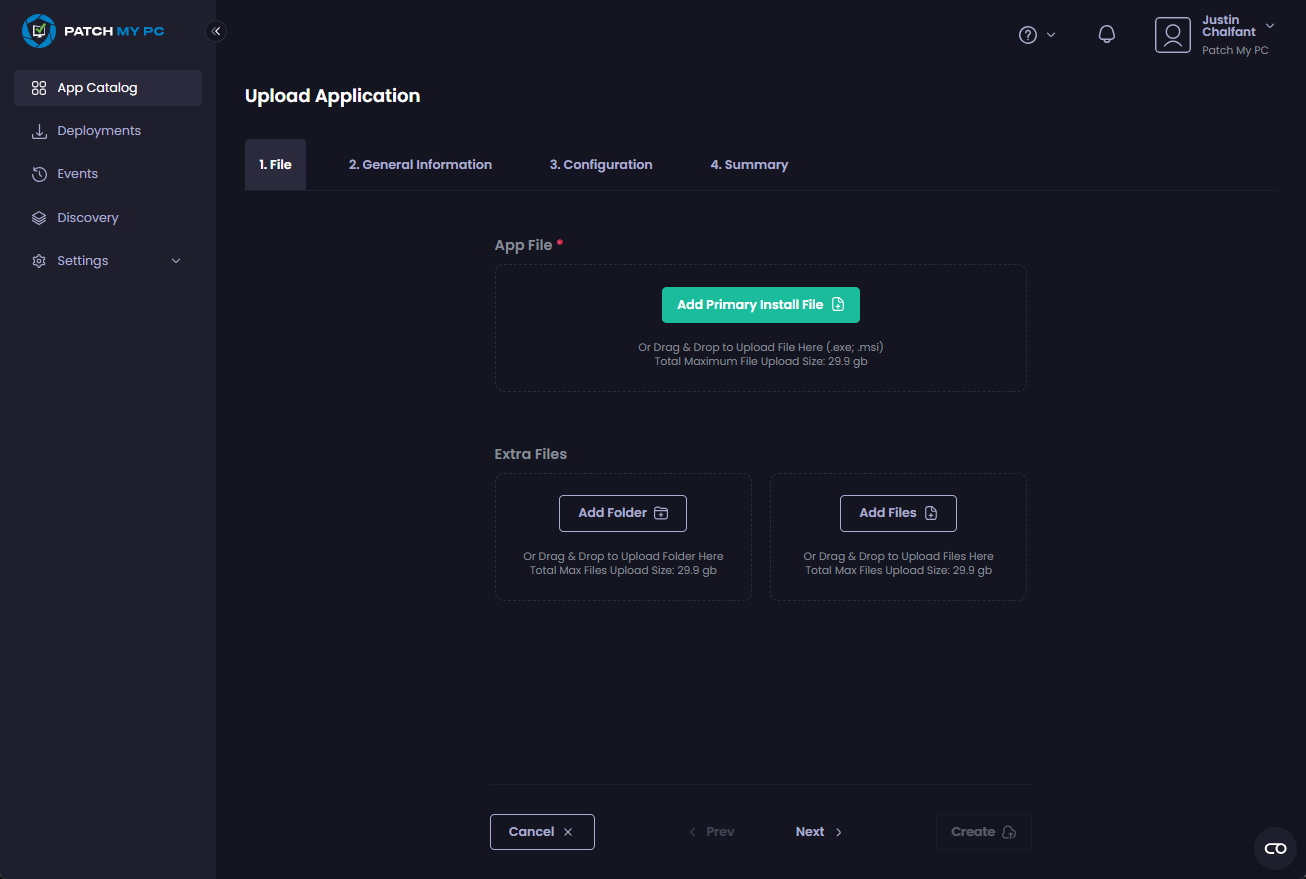 PATCH MY PC
App Catalog
Deployments
Events
Discovery
Settings
Justin
Chalfant
Patch My PC
Upload Application
1. File
2. General Information
3. Configuration
4. Summary
App File *
Add Primary Install File
Or Drag & Drop to Upload File Here (.exe; .msi)
Total Maximum File Upload Size: 29.9 gb
Extra Files
Add Folder
Or Drag & Drop to Upload Folder Here
Total Max Files Upload Size: 29.9 gb
Add Files
Or Drag & Drop to Upload Files Here
Total Max Files Upload Size: 29.9 gb
Cancel
Prev
Next
Create